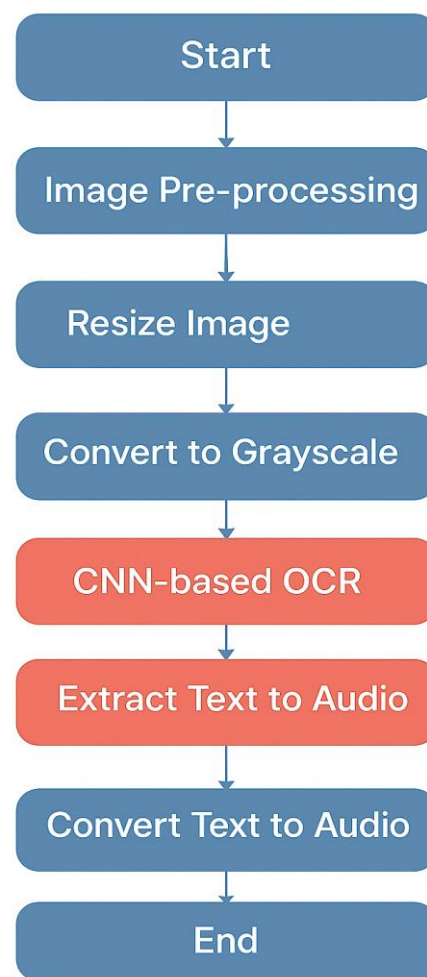 Start
Image Pre-processing
Resize Image
Convert to Grayscale
CNN-based OCR
Extract Text to Audio
Convert Text to Audio
End